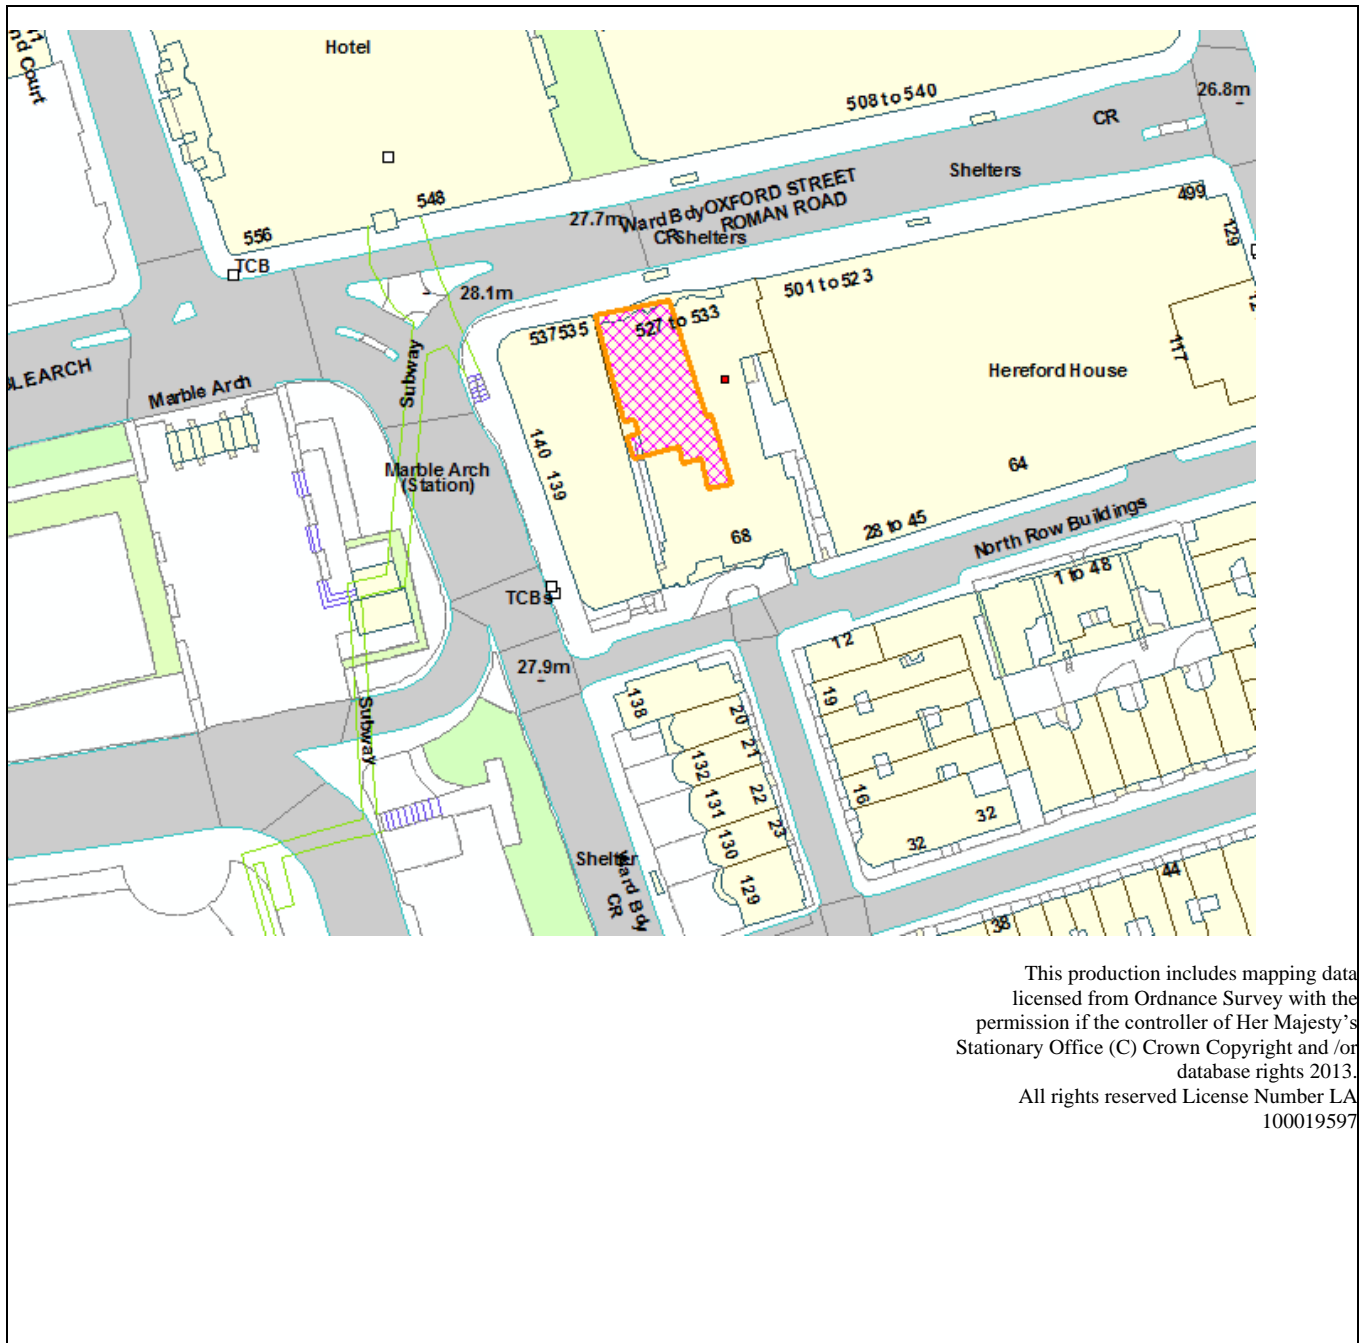 Hotel
nd Court
508 to 540
26.8m
CR
Shelters
548
556
27.7m
Ward Bdy
OXFORD STREET
ROMAN ROAD
CR
Shelters
499
129
TCB
28.1m
501 to 523
537
535
527 to 533
117
Hereford House
Marble Arch
Subway
140
139
Marble Arch
(Station)
64
28 to 45
68
North Row Buildings
1 to 48
TCBs
12
27.9m
138
19
20
21
132
22
131
23
130
129
16
32
32
Subway
Shelter
Ward Bdy
CR
44
38
This production includes mapping data
licensed from Ordnance Survey with the
permission if the controller of Her Majesty's
Stationary Office (C) Crown Copyright and /or
database rights 2013.
All rights reserved License Number LA
100019597